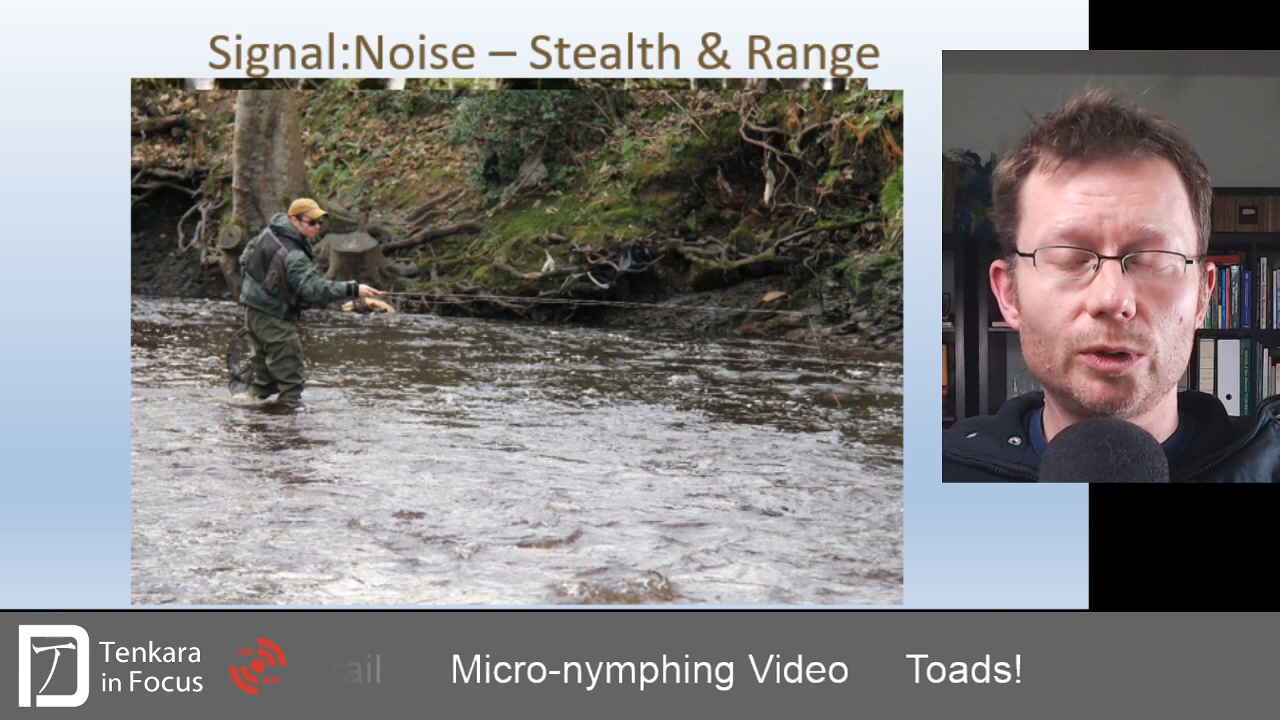 Signal:Noise – Stealth & Range
Tenkara
in Focus
Micro-nymphing Video
Toads!